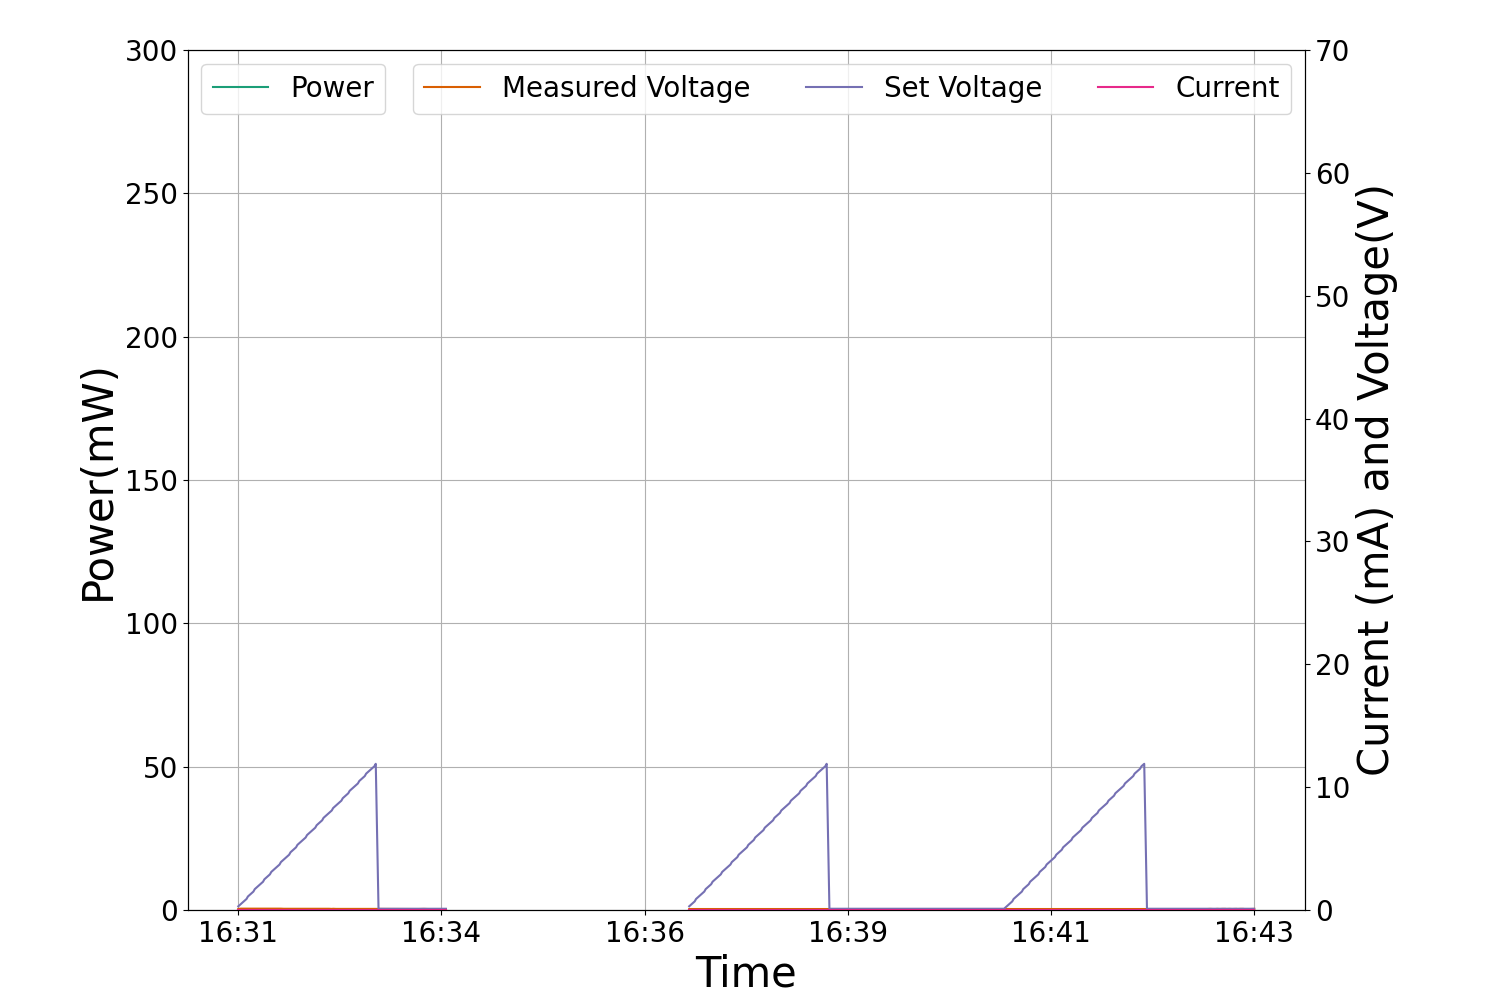 Power
Measured Voltage
Set Voltage
Current
300
250
200
150
100
50
0
Power(mW)
70
60
50
40
30
20
10
0
Current (mA) and Voltage(V)
16:31 16:34 16:36 16:39 16:41 16:43
Time